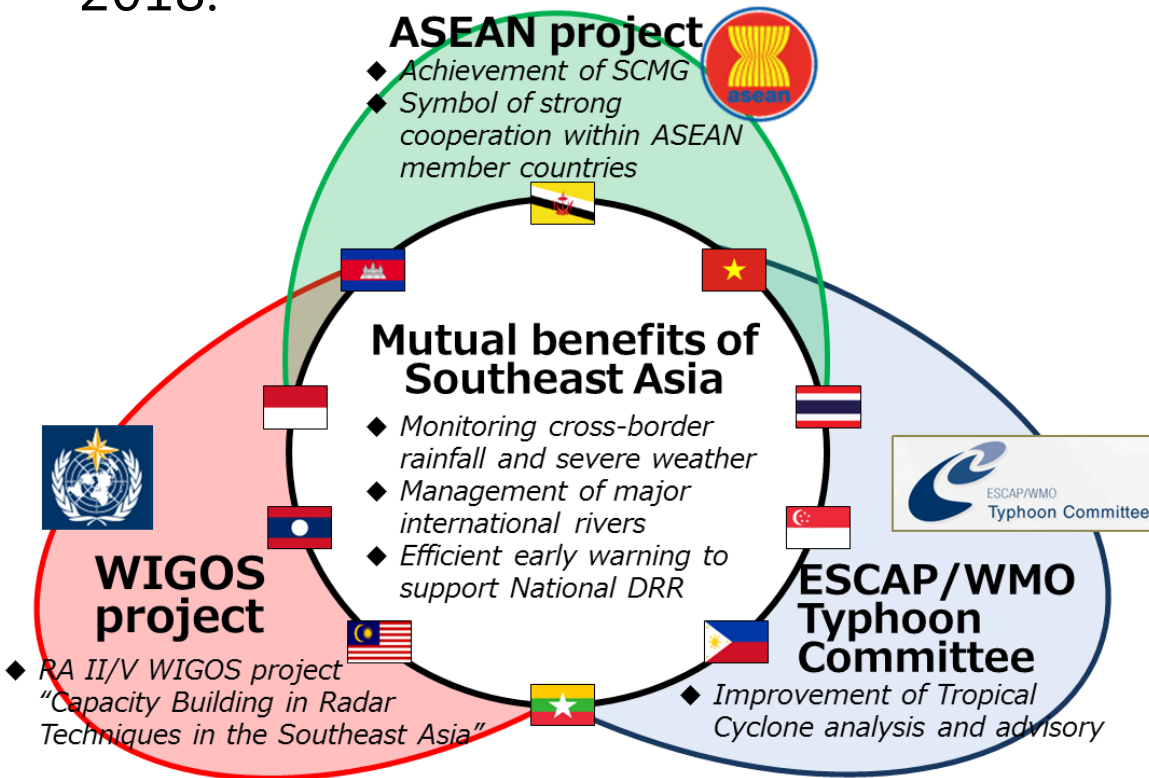 2018.
ASEAN project
◆ Achievement of SCMG
◆ Symbol of strong
cooperation within ASEAN
member countries
asean
Mutual benefits of
Southeast Asia
◆ Monitoring cross-border
rainfall and severe weather
◆ Management of major
international rivers
◆ Efficient early warning to
support National DRR
WIGOS
project
◆ RA II/V WIGOS project
“Capacity Building in Radar
Techniques in the Southeast Asia”
ESCAP/WMO
Typhoon Committee
ESCAP/WMO
Typhoon
Committee
◆ Improvement of Tropical
Cyclone analysis and advisory